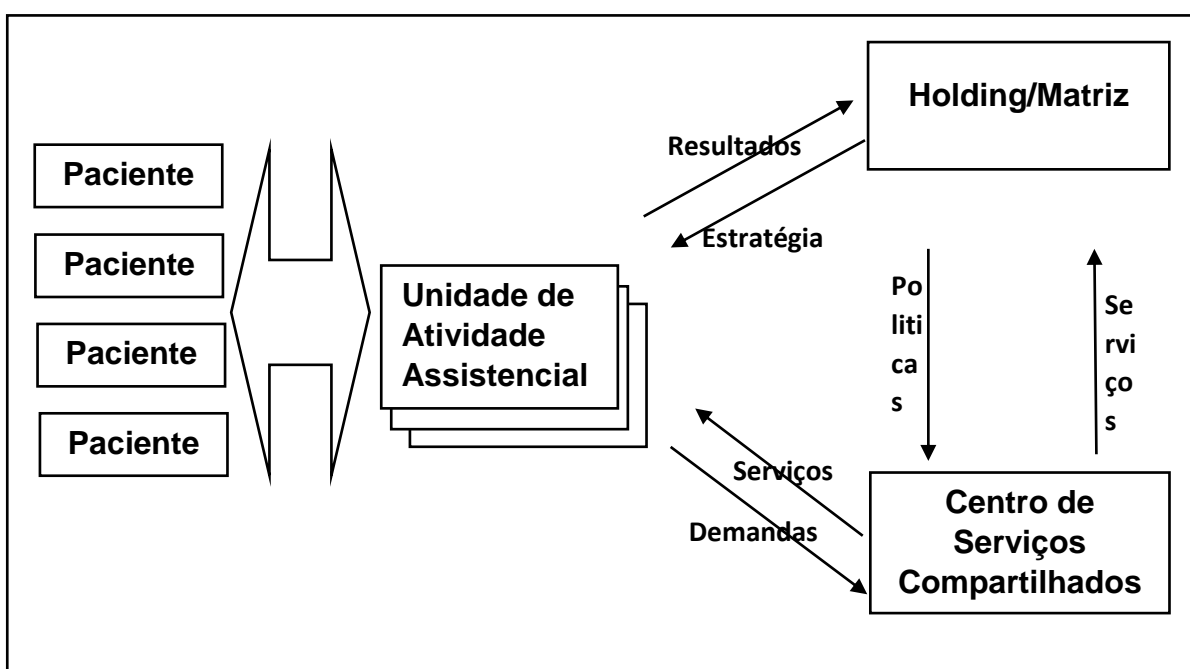 Paciente
Paciente
Paciente
Paciente
Unidade de
Atividade
Assistencial
Resultados
Estratégia
Holding/Matriz
Po
liti
ca
s
Se
rvi
ço
s
Serviços
Demandas
Centro de
Serviços
Compartilhados